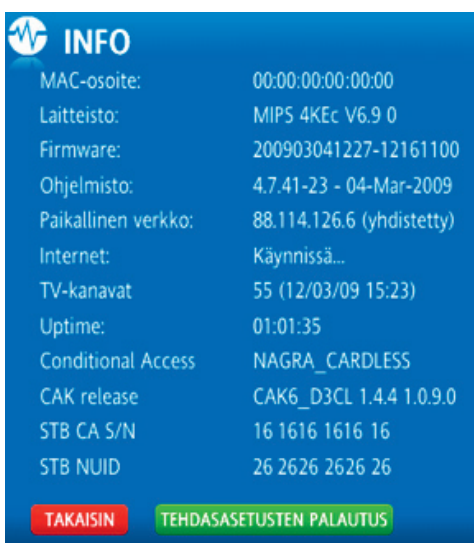 INFO
MAC-osoite: 00:00:00:00:00:00
Laitteisto: MIPS 4KEc V6.9 0
Firmware: 200903041227-12161100
Ohjelmisto: 4.7.41-23 - 04-Mar-2009
Paikallinen verkko: 88.114.126.6 (yhdistetty)
Internet: Käynnissä...
TV-kanavat 55 (12/03/09 15:23)
Uptime: 01:01:35
Conditional Access NAGRA_CARDLESS
CAK release CAK6_D3CL 1.4.4 1.0.9.0
STB CA S/N 16 1616 1616 16
STB NUID 26 2626 2626 26
TAKAISIN TEHDASASETUSTEN PALAUTUS